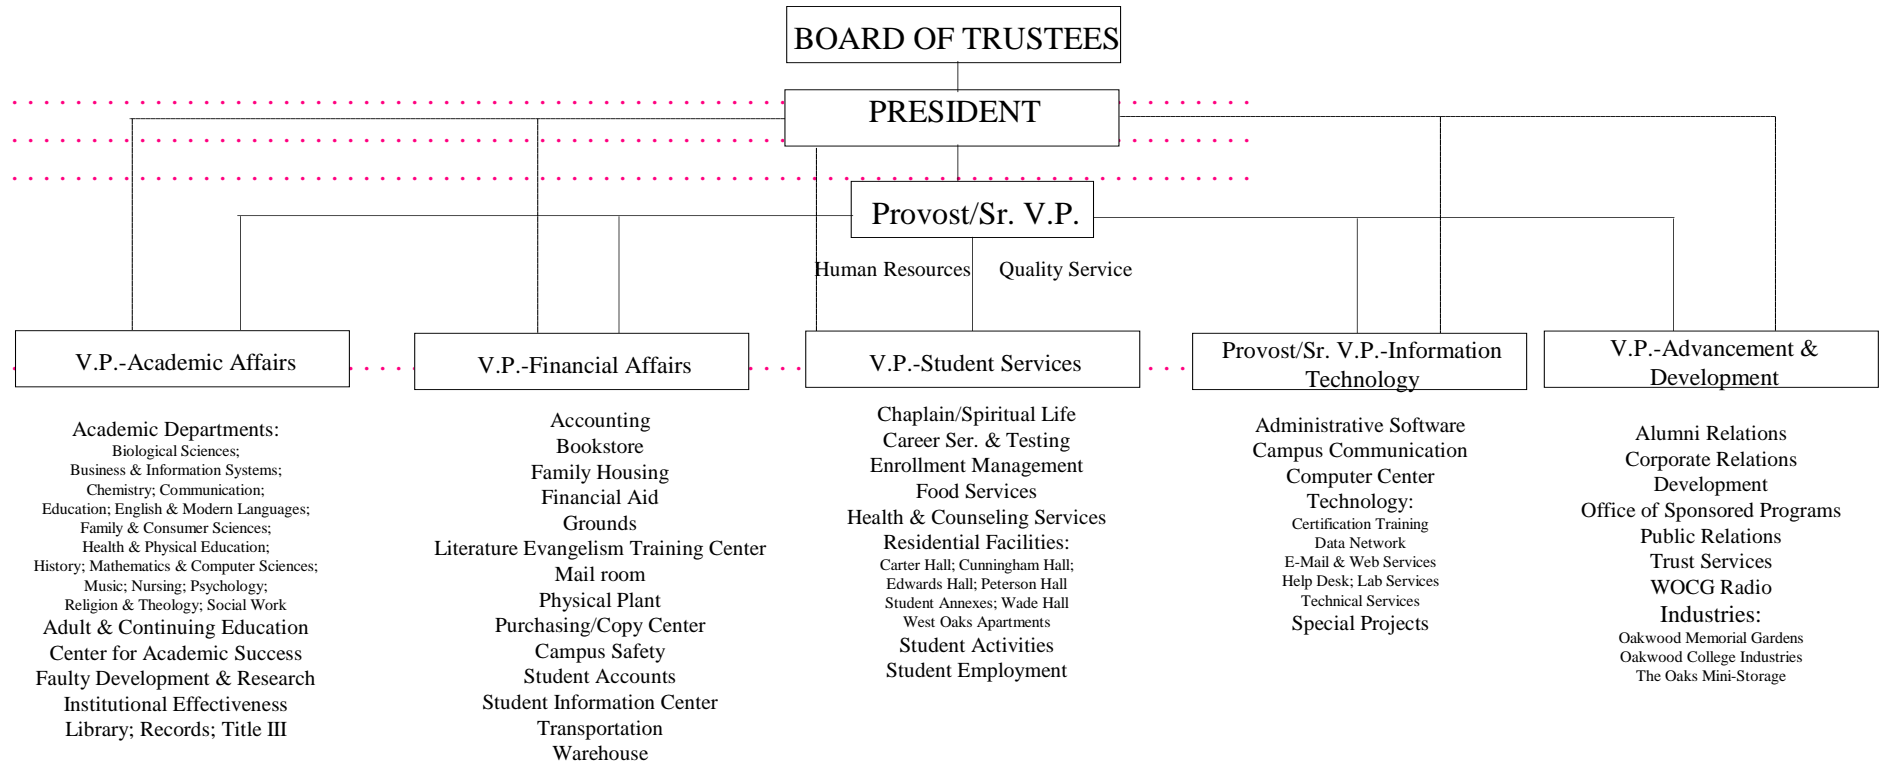 BOARD OF TRUSTEES
PRESIDENT
Provost/Sr. V.P.
Human Resources
Quality Service
V.P.-Academic Affairs
Academic Departments:
Biological Sciences;
Business & Information Systems;
Chemistry; Communication;
Education; English & Modern Languages;
Family & Consumer Sciences;
Health & Physical Education;
History; Mathematics & Computer Sciences;
Music; Nursing; Psychology;
Religion & Theology; Social Work
Adult & Continuing Education
Center for Academic Success
Faulty Development & Research
Institutional Effectiveness
Library; Records; Title III
V.P.-Financial Affairs
Accounting
Bookstore
Family Housing
Financial Aid
Grounds
Literature Evangelism Training Center
Mail room
Physical Plant
Purchasing/Copy Center
Campus Safety
Student Accounts
Student Information Center
Transportation
Warehouse
V.P.-Student Services
Chaplain/Spiritual Life
Career Ser. & Testing
Enrollment Management
Food Services
Health & Counseling Services
Residential Facilities:
Carter Hall; Cunningham Hall;
Edwards Hall; Peterson Hall
Student Annexes; Wade Hall
West Oaks Apartments
Student Activities
Student Employment
Provost/Sr. V.P.-Information
Technology
Administrative Software
Campus Communication
Computer Center
Technology:
Certification Training
Data Network
E-Mail & Web Services
Help Desk; Lab Services
Technical Services
Special Projects
V.P.-Advancement &
Development
Alumni Relations
Corporate Relations
Development
Office of Sponsored Programs
Public Relations
Trust Services
WOCG Radio
Industries:
Oakwood Memorial Gardens
Oakwood College Industries
The Oaks Mini-Storage